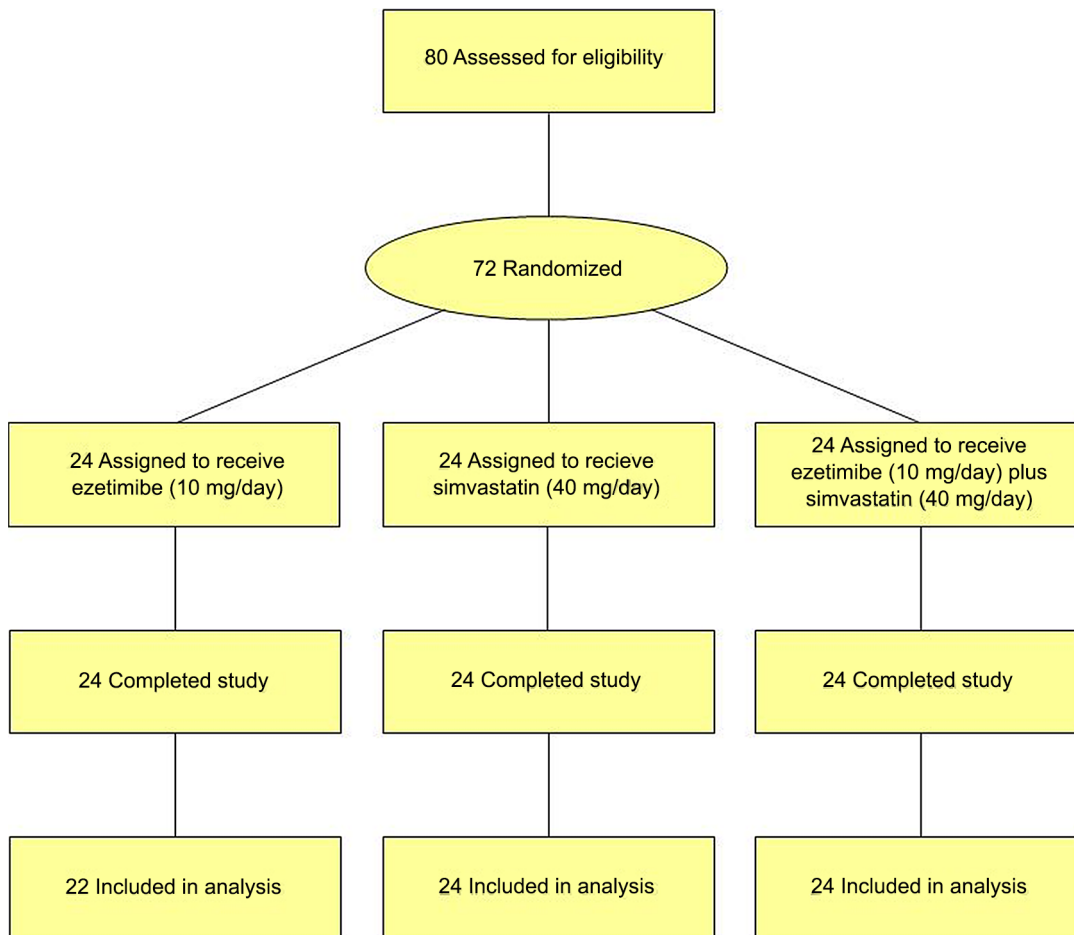 80 Assessed for eligibility
72 Randomized
24 Assigned to receive
ezetimibe (10 mg/day)
24 Assigned to recieve
simvastatin (40 mg/day)
24 Assigned to receive
ezetimibe (10 mg/day) plus
simvastatin (40 mg/day)
24 Completed study
24 Completed study
24 Completed study
22 Included in analysis
24 Included in analysis
24 Included in analysis